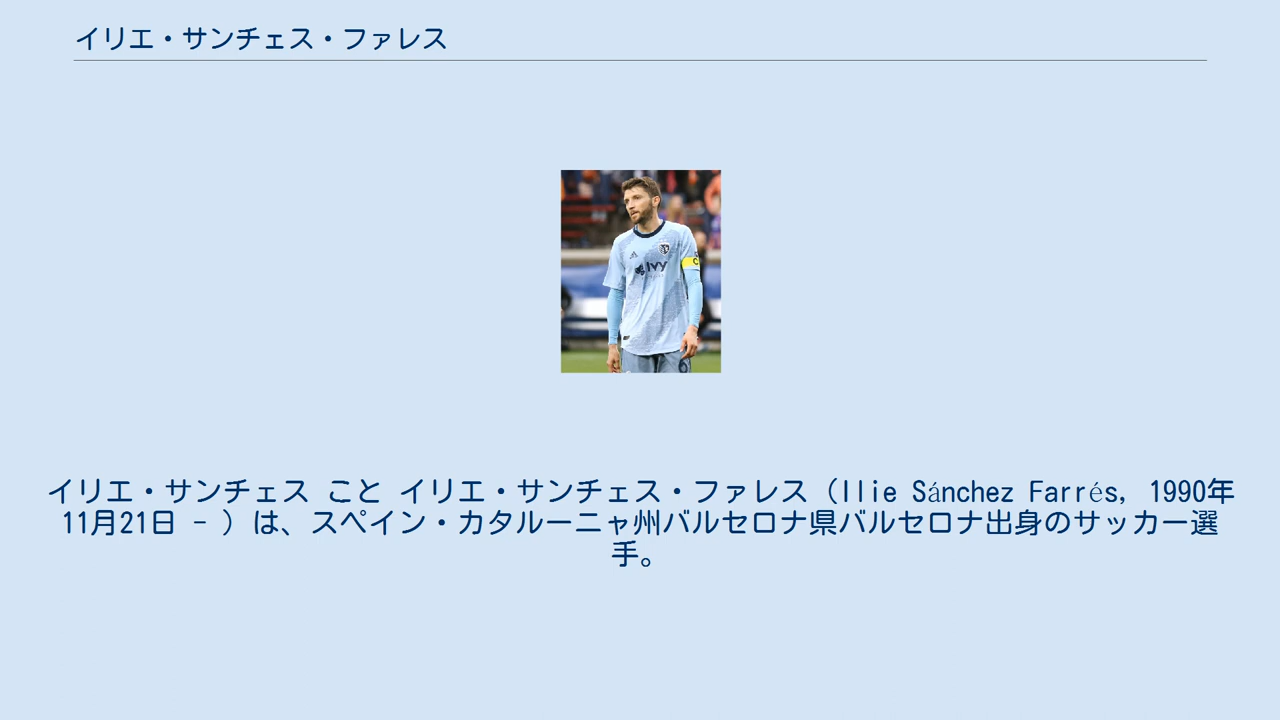 イリエ・サンチェス・ファレス
ivy
C
6
イリエ・サンチェス こと イリエ・サンチェス・ファレス（Ilie Sánchez Farrés, 1990年
11月21日 - ）は、スペイン・カタルーニャ州バルセロナ県バルセロナ出身のサッカー選
手。